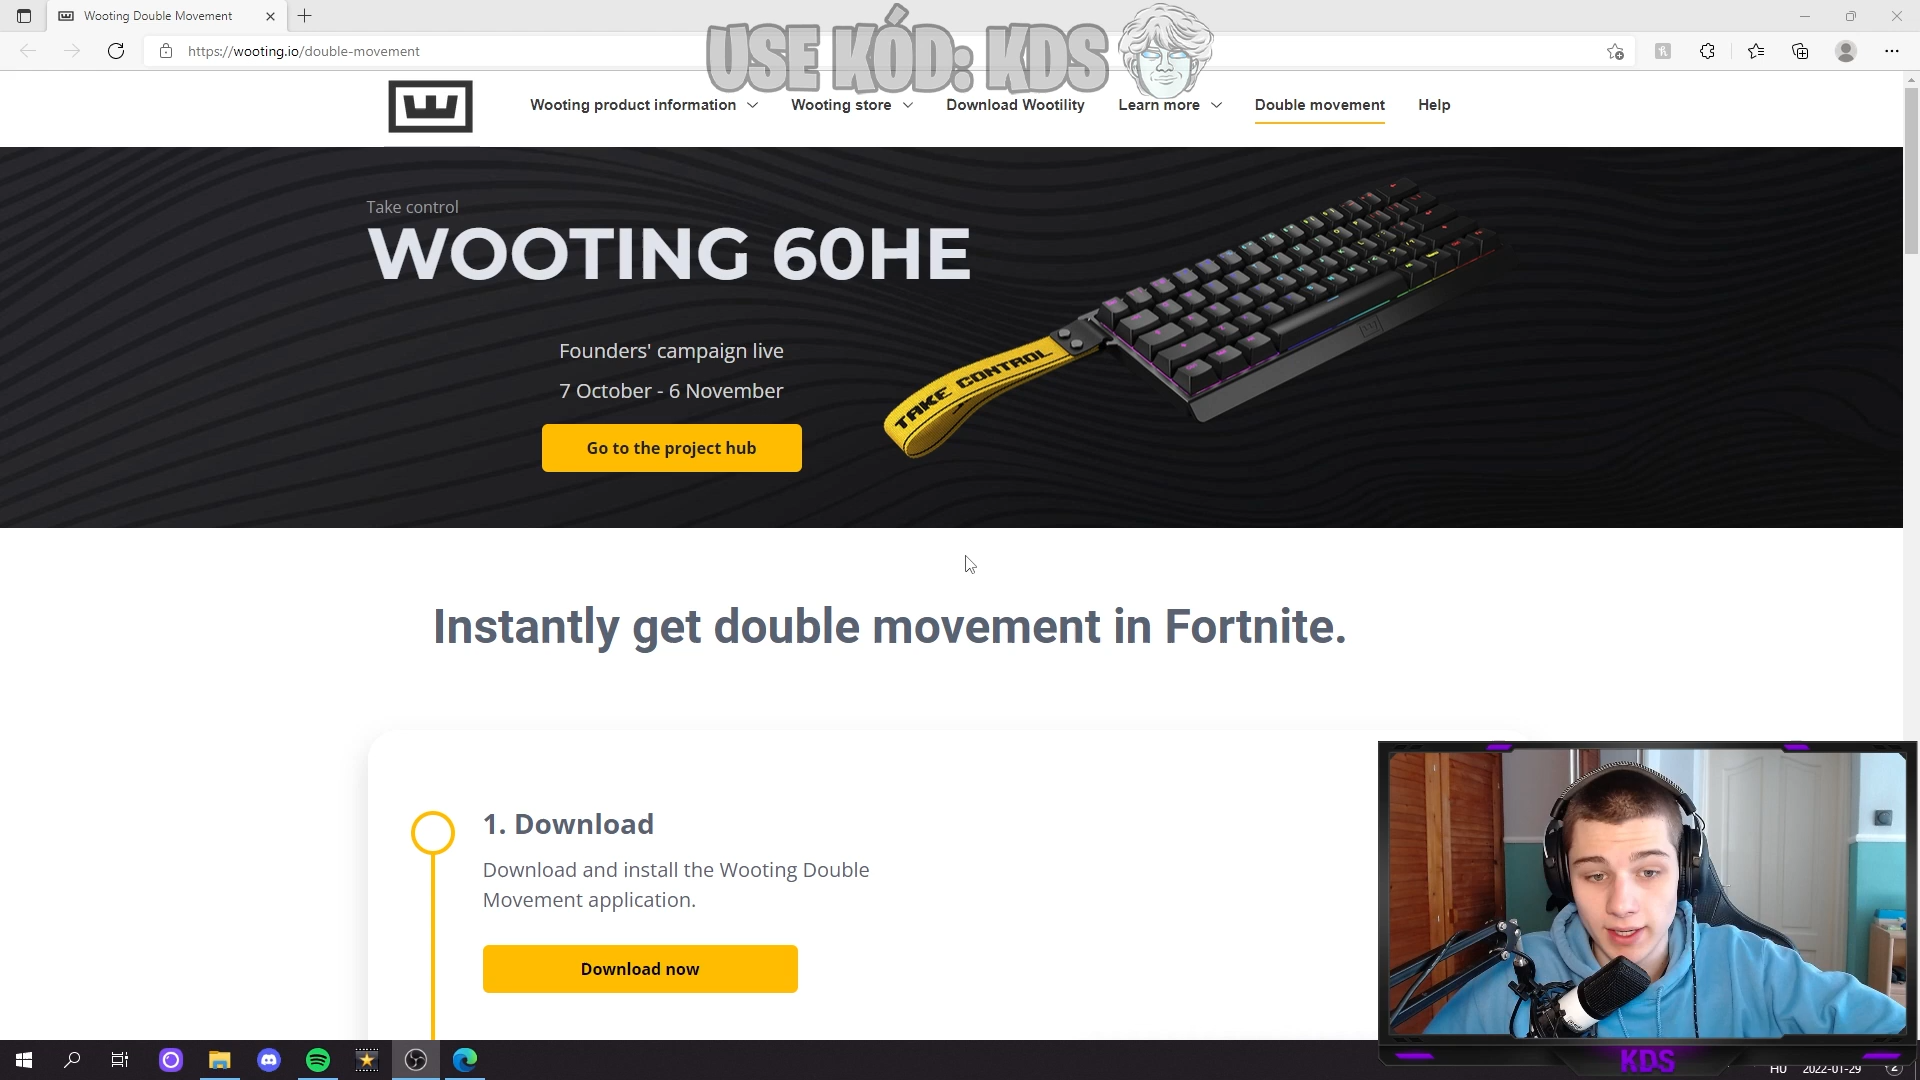 Wooting Double Movement
https://wooting.io/double-movement
USE KÓD: KDS
Wooting product information
Wooting store
Download Wootility
Learn more
Double movement
Help
Take control
WOOTING 60HE
Founders' campaign live
7 October - 6 November
Go to the project hub
TAKE CONTROL
Instantly get double movement in Fortnite.
1. Download
Download and install the Wooting Double
Movement application.
Download now
KDS
HU
2022-01-29
2